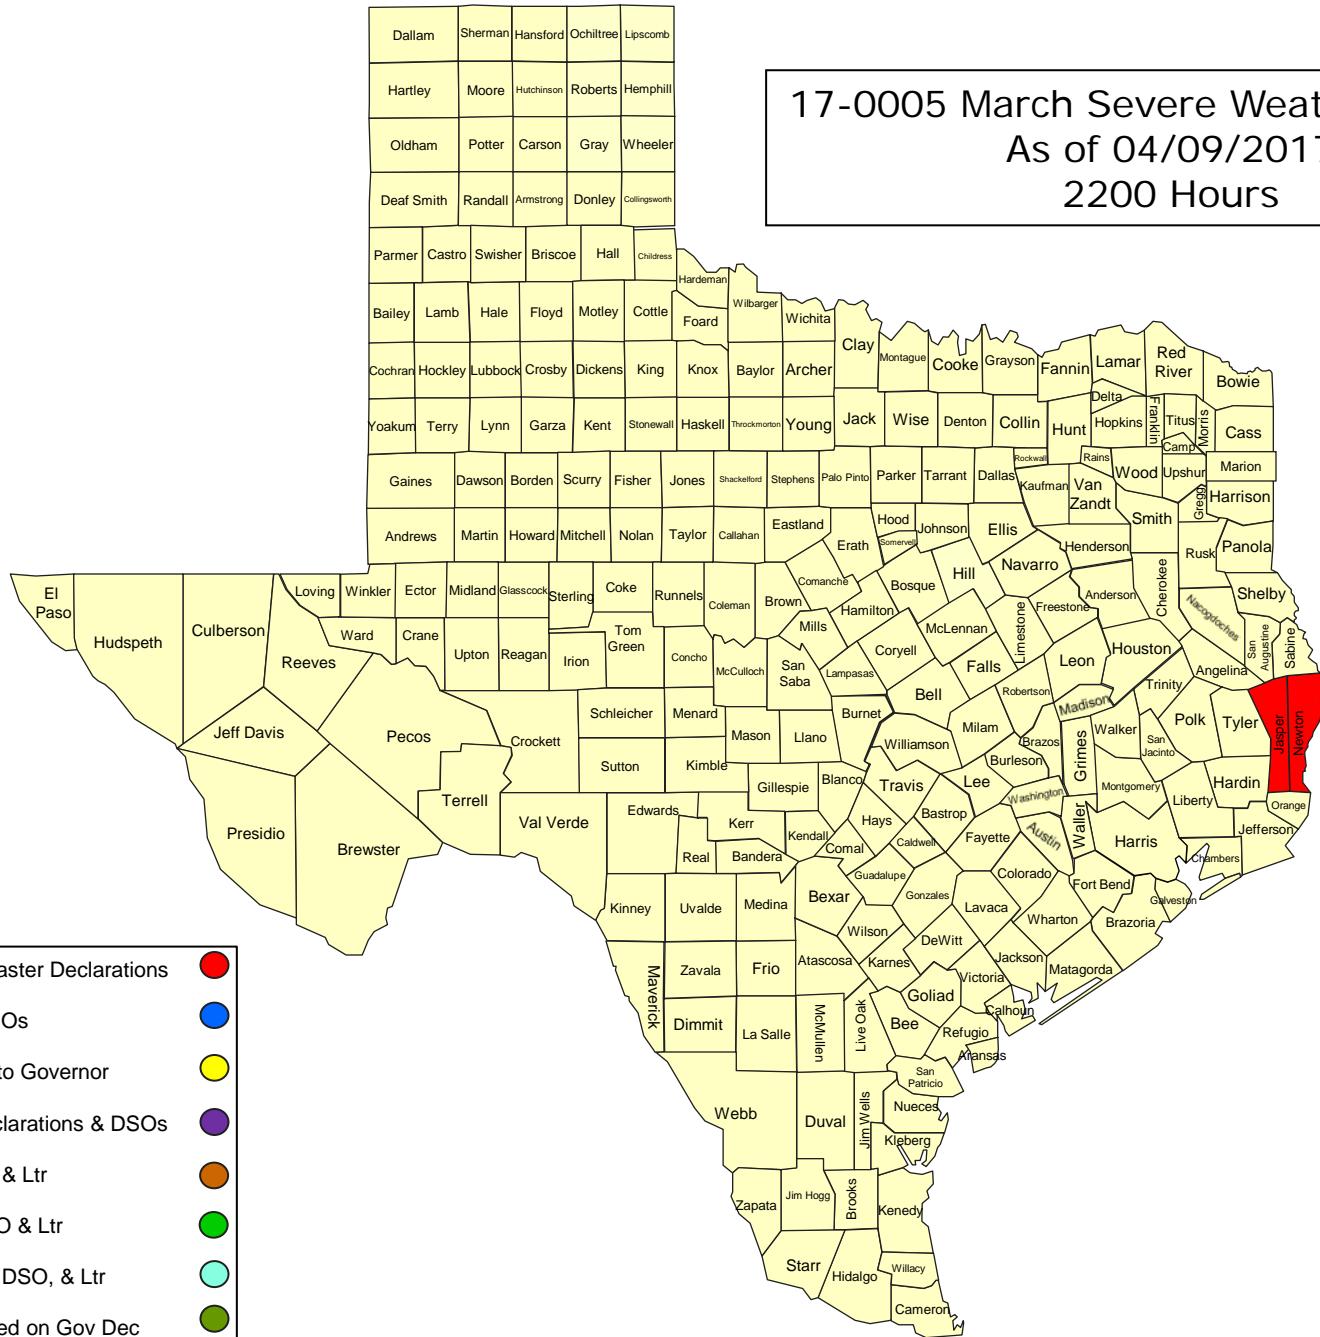 Dallam Sherman Hansford Ochiltree Lipscomb
Hartley Moore Hutchinson Roberts Hemphill
17-0005 March Severe Weat
As of 04/09/2017
2200 Hours
Oldham Potter Carson Gray Wheeler
Deaf Smith Randall Armstrong Donley Collingsworth
Parmer Castro Swisher Briscoe Hall Childress
Hardeman
Bailey Lamb Hale Floyd Motley Cottle Foard Wilbarger Wichita
Clay Montague Cooke Grayson Fannin Lamar Red River Bowie
Cochran Hockley Lubbock Crosby Dickens King Knox Baylor Archer
Delta
Yoakum Terry Lynn Garza Kent Stonewall Haskell Throckmorton Young Jack Wise Denton Collin Hunt Hopkins Franklin Titus Morris Cass
Camp
Rockwall Rains
Gaines Dawson Borden Scurry Fisher Jones Shackelford Stephens Palo Pinto Parker Tarrant Dallas Kaufman Van Zandt Wood Upshur Marion
Gregg Harrison
Andrews Martin Howard Mitchell Nolan Taylor Callahan Eastland Erath Hood Somervell Johnson Ellis Henderson Smith Rusk Panola
El Paso Hudspeth Culberson Loving Winkler Ector Midland Glasscock Sterling Coke Runnels Coleman Brown Comanche Hamilton Bosque Hill Navarro Freestone Anderson Cherokee Nacogdoches Shelby
Reeves Ward Crane Upton Reagan Irion Tom Green Concho McCulloch San Saba Mills Lampasas Coryell McLennan Limestone Falls Leon Houston Angelina San Augustine Sabine
Jeff Davis Pecos Crockett Schleicher Menard Mason Llano Burnet Bell Milam Robertson Madison Trinity Walker Polk Tyler Jasper Newton
Sutton Kimble Gillespie Blanco Williamson Travis Lee Burleson Brazos Grimes San Jacinto Montgomery Liberty Hardin Orange
Presidio Brewster Terrell Val Verde Edwards Kerr Real Bandera Kendall Comal Hays Caldwell Bastrop Fayette Washington Austin Waller Harris Chambers Jefferson
Kinney Uvalde Medina Bexar Guadalupe Gonzales Lavaca Colorado Fort Bend Wharton Brazoria Galveston
Maverick Zavala Frio Atascosa Wilson Karnes DeWitt Victoria Jackson Matagorda
Dimmit La Salle McMullen Live Oak Bee Goliad Refugio Calhoun Aransas
San Patricio
Webb Duval Jim Wells Nueces
Kleberg
Zapata Jim Hogg Brooks Kenedy
Starr Hidalgo Willacy
Cameron
aster Declarations
Os
to Governor
clarations & DSOs
& Ltr
O & Ltr
DSO, & Ltr
ed on Gov Dec